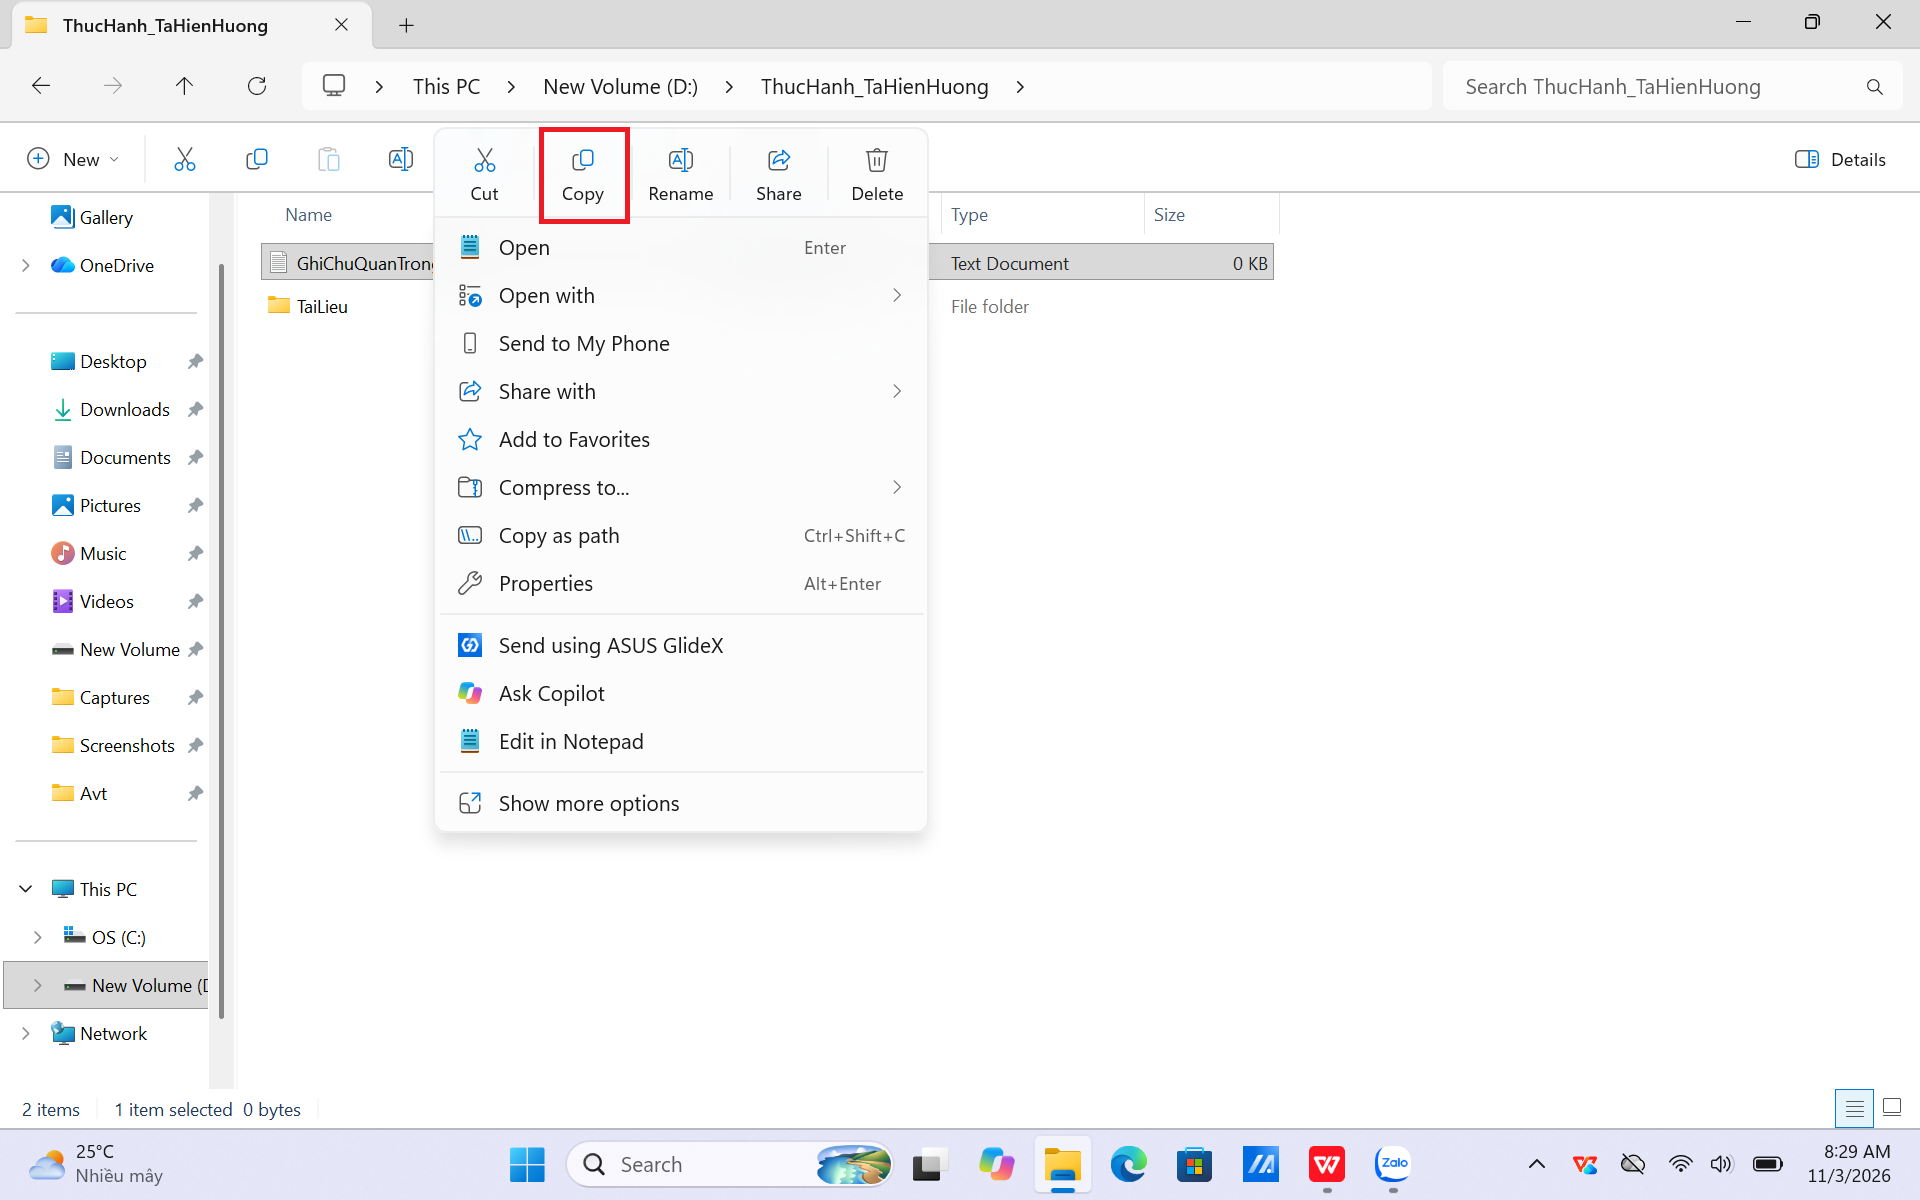 ThucHanh_TaHienHuong
This PC
New Volume (D:)
ThucHanh_TaHienHuong
Search ThucHanh_TaHienHuong
New
Cut
Copy
Rename
Share
Delete
Details
Name
Type
Size
GhiChuQuanTrong
Text Document
0 KB
TaiLieu
File folder
Open
Enter
Open with
Send to My Phone
Share with
Add to Favorites
Compress to...
Copy as path
Ctrl+Shift+C
Properties
Alt+Enter
Send using ASUS GlideX
Ask Copilot
Edit in Notepad
Show more options
Gallery
OneDrive
Desktop
Downloads
Documents
Pictures
Music
Videos
New Volume
Captures
Screenshots
Avt
This PC
OS (C:)
New Volume (D
Network
2 items
1 item selected 0 bytes
25°C
Nhiều mây
Search
Zalo
8:29 AM
11/3/2026